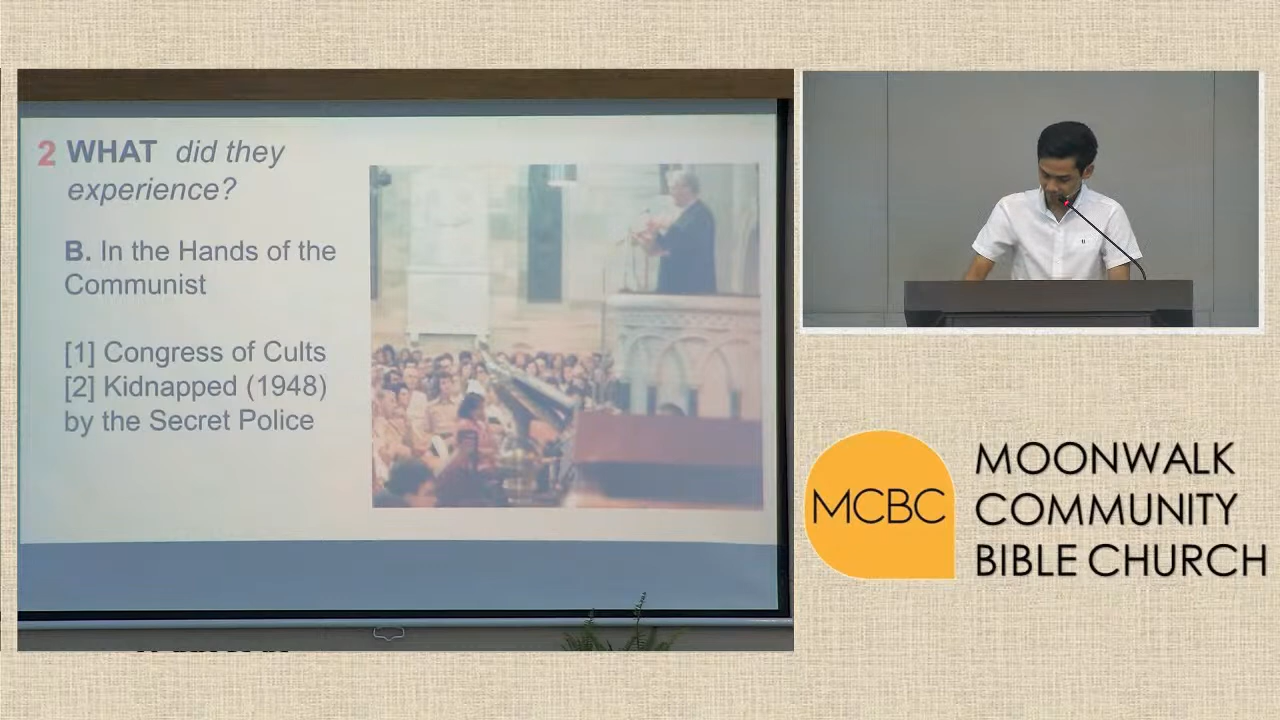 2 WHAT did they
experience?
B. In the Hands of the
Communist
[1] Congress of Cults
[2] Kidnapped (1948)
by the Secret Police
MCBC
MOONWALK
COMMUNITY
BIBLE CHURCH